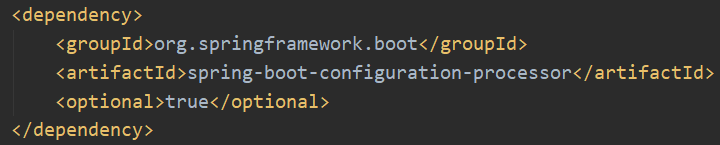 <dependency>
    <groupId>org.springframework.boot</groupId>
    <artifactId>spring-boot-configuration-processor</artifactId>
    <optional>true</optional>
</dependency>